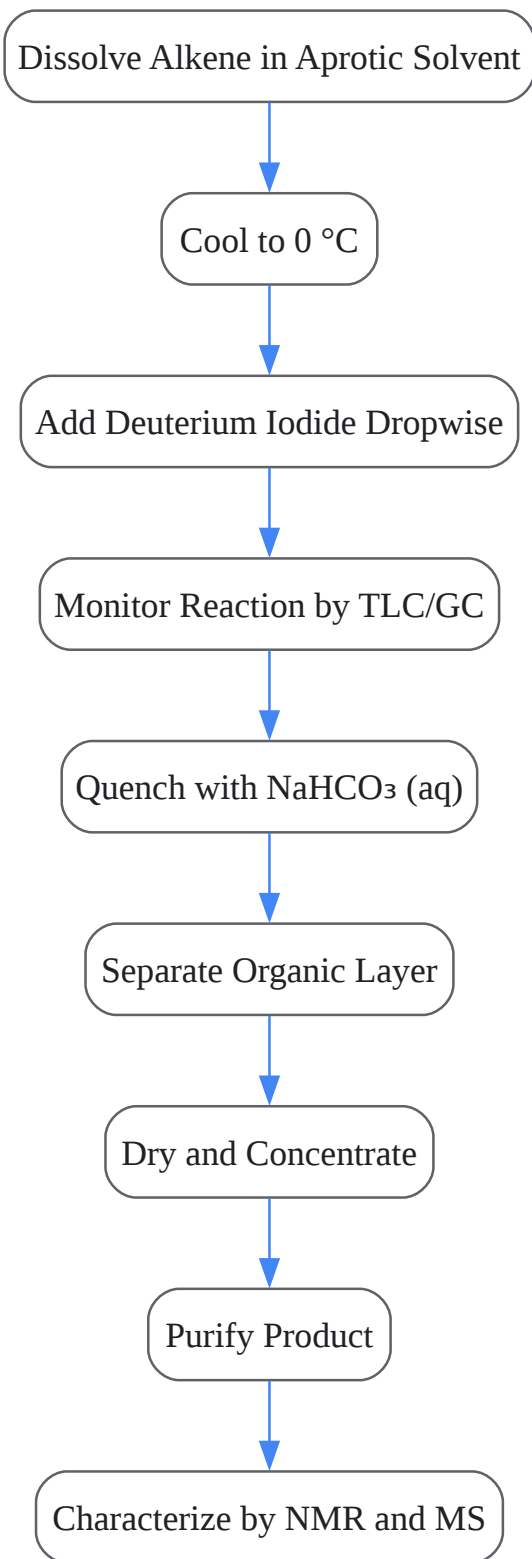 Dissolve Alkene in Aprotic Solvent
Cool to 0 °C
Add Deuterium Iodide Dropwise
Monitor Reaction by TLC/GC
Quench with NaHCO₃ (aq)
Separate Organic Layer
Dry and Concentrate
Purify Product
Characterize by NMR and MS